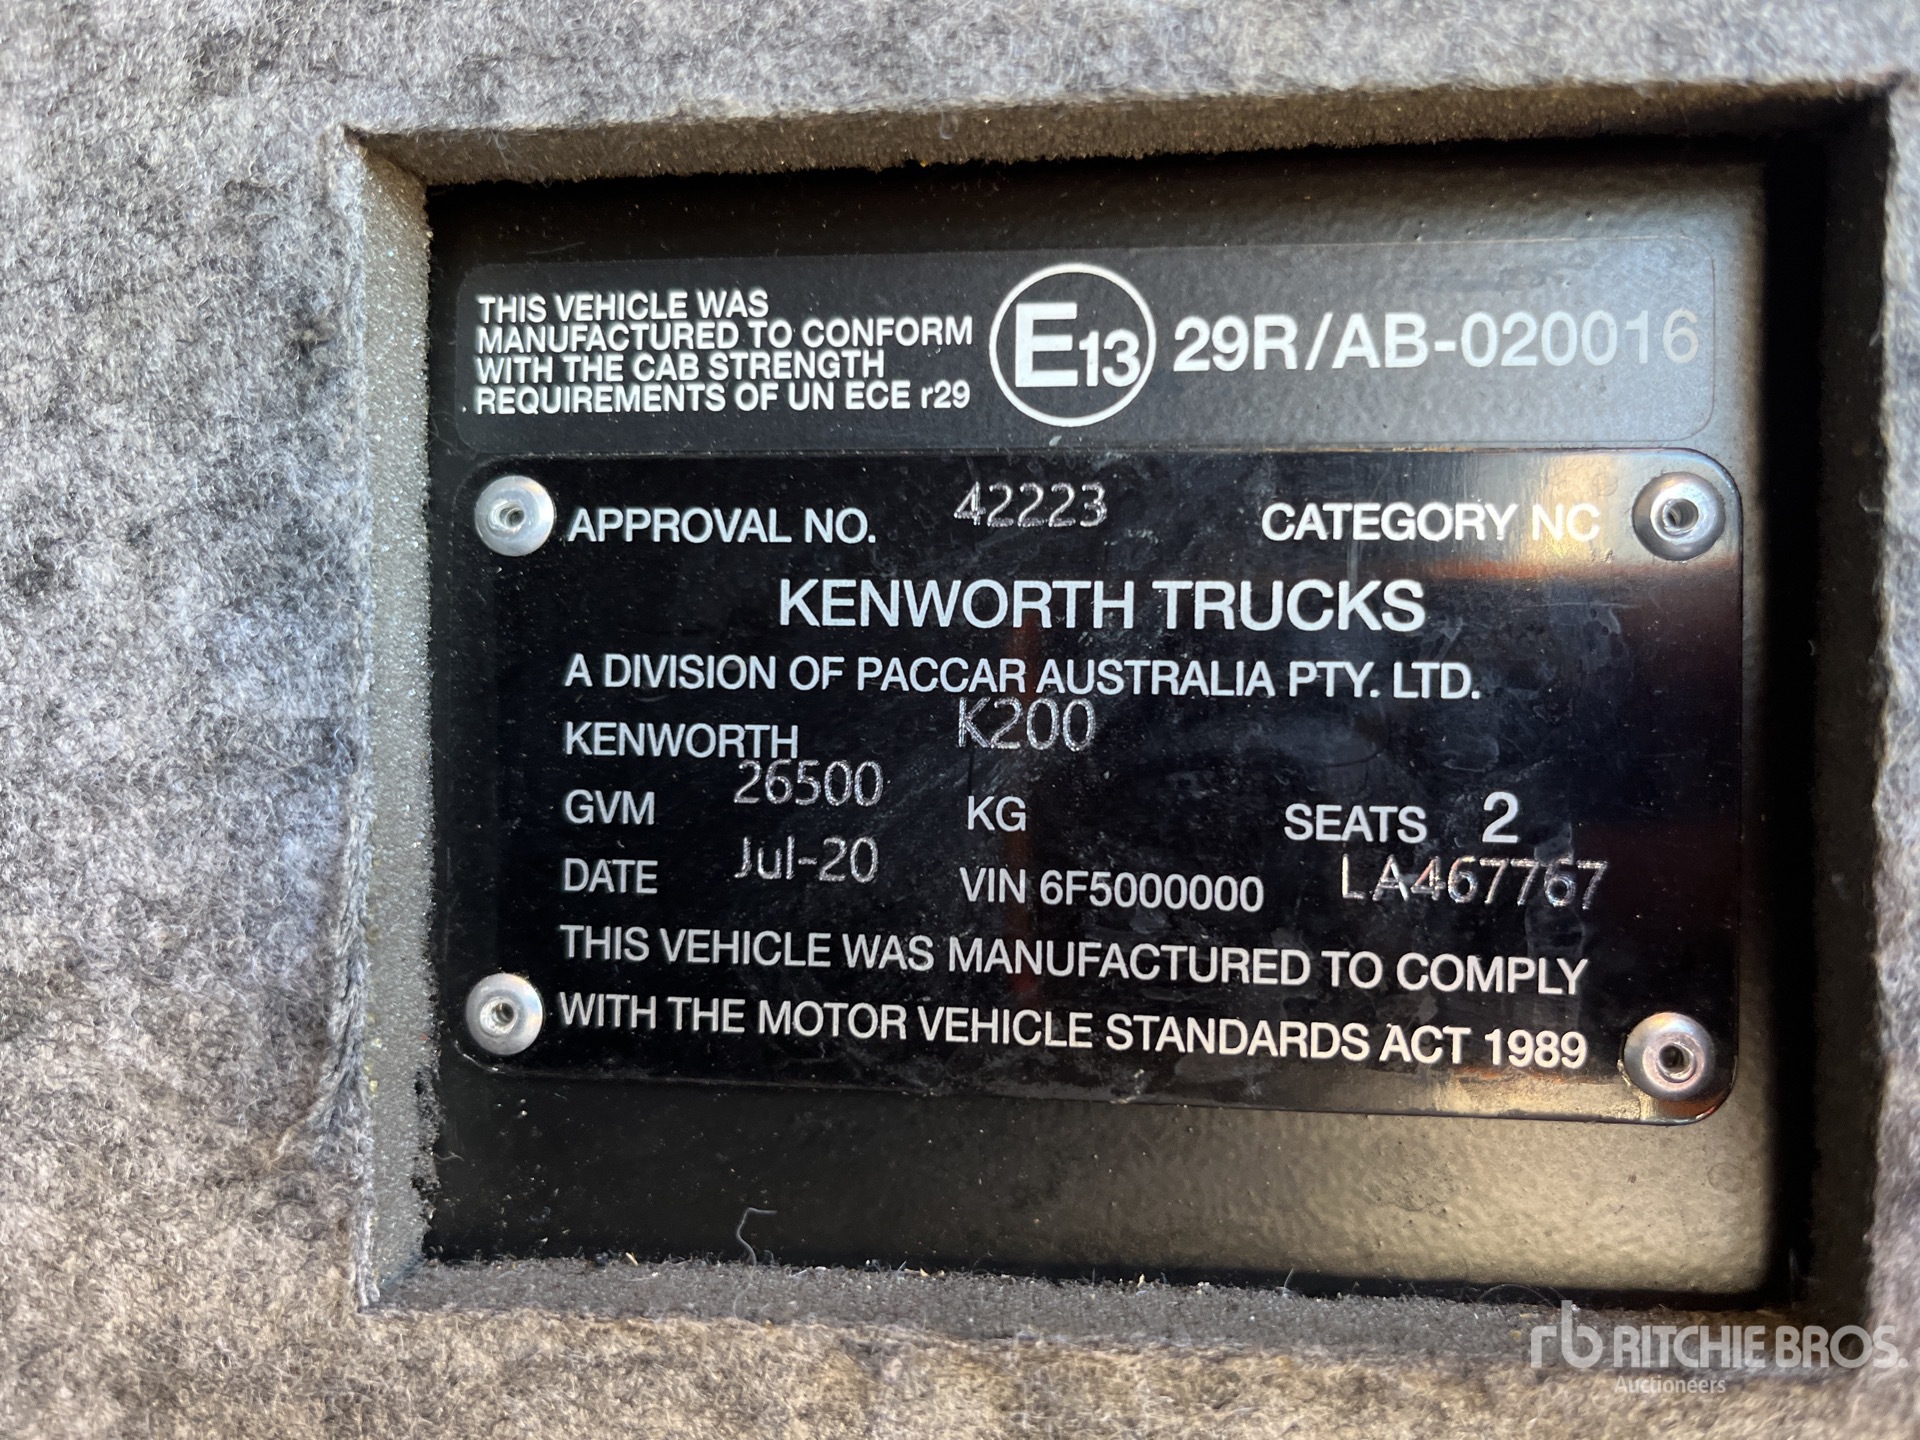 THIS VEHICLE WAS
MANUFACTURED TO CONFORM
WITH THE CAB STRENGTH
REQUIREMENTS OF UN ECE r29
E13 29R/AB-020016
APPROVAL NO. 42223 CATEGORY NC
KENWORTH TRUCKS
A DIVISION OF PACCAR AUSTRALIA PTY. LTD.
KENWORTH K200
GVM 26500 KG SEATS 2
DATE Jul-20 VIN 6F5000000 LA467767
THIS VEHICLE WAS MANUFACTURED TO COMPLY
WITH THE MOTOR VEHICLE STANDARDS ACT 1989
rb RITCHIE BROS.
Auctioneers